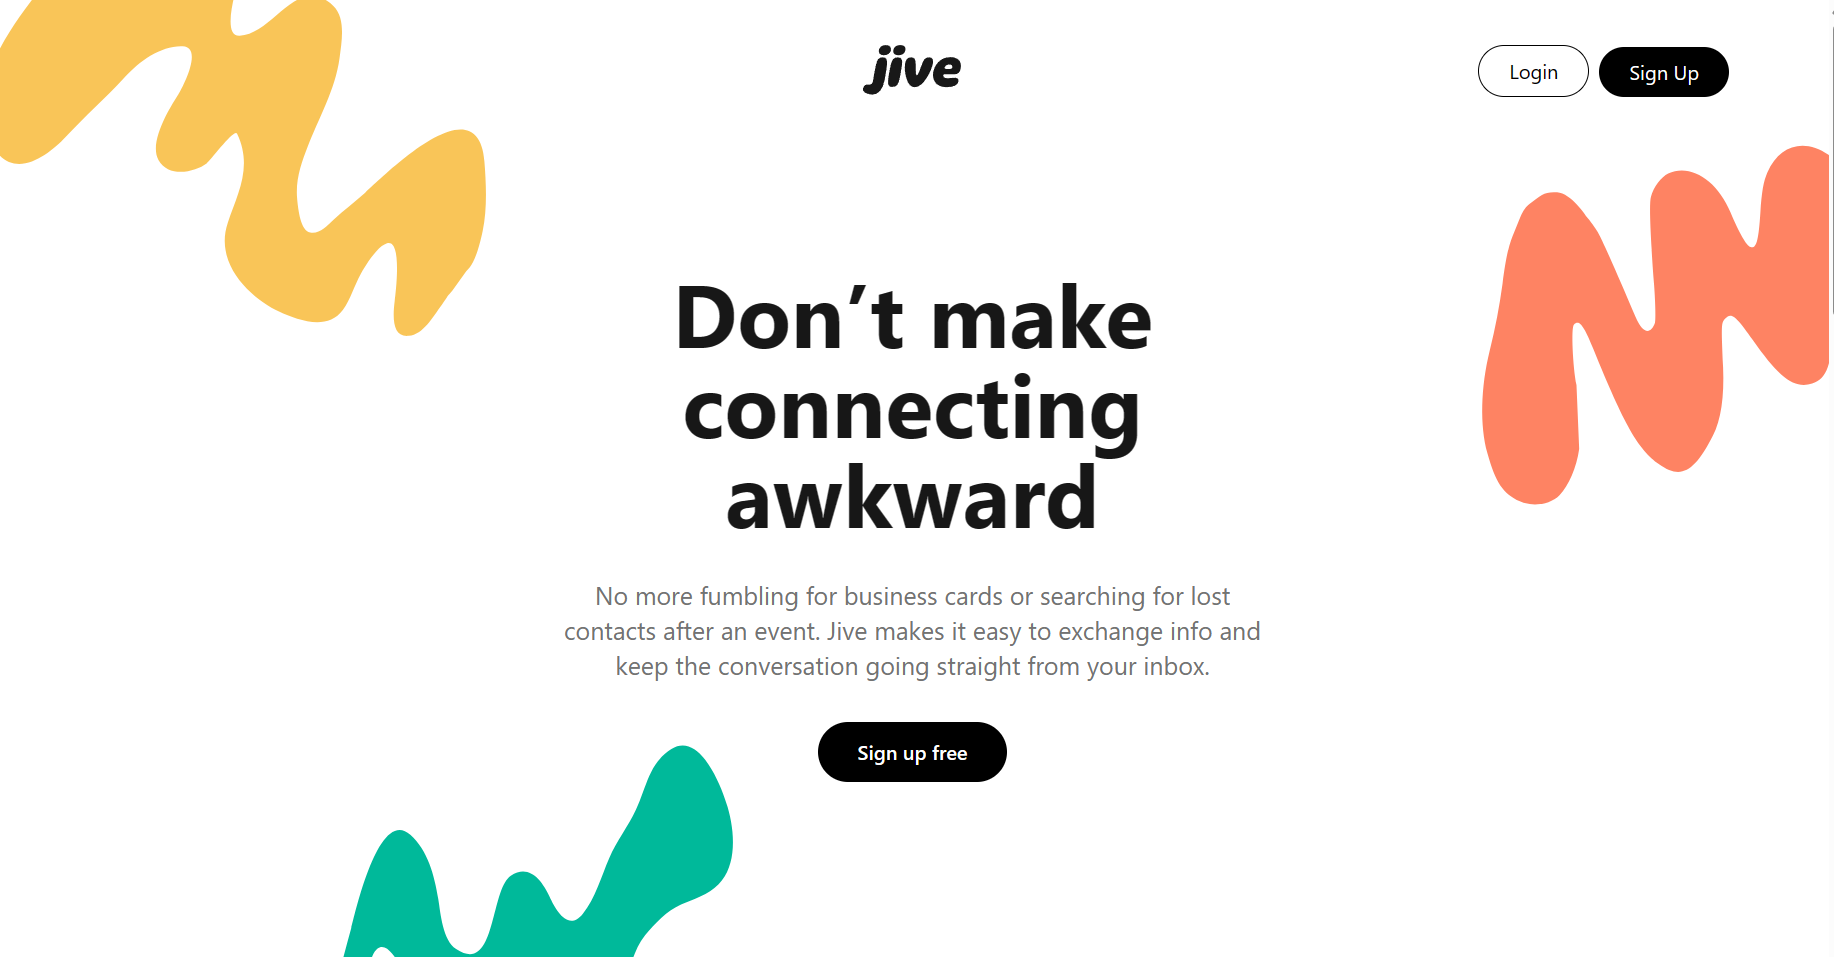 jive
Login
Sign Up
Don’t make
connecting
awkward
No more fumbling for business cards or searching for lost
contacts after an event. Jive makes it easy to exchange info and
keep the conversation going straight from your inbox.
Sign up free